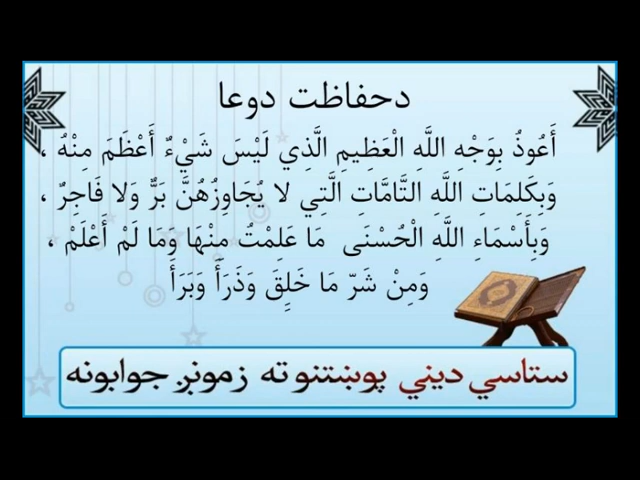 دحفاظت دوعا
أَعُوذُ بِوَجْهِ اللَّهِ الْعَظِيمِ الَّذِي لَيْسَ شَيْءٌ أَعْظَمَ مِنْهُ ،
وَبِكَلِمَاتِ اللَّهِ التَّامَّاتِ الَّتِي لا يُجَاوِزُهُنَّ بَرٌّ وَلا فَاجِرٌ ،
وَبِأَسْمَاءِ اللَّهِ الْحُسْنَى مَا عَلِمْتُ مِنْهَا وَمَا لَمْ أَعْلَمْ ،
وَمِنْ شَرّ مَا خَلِقَ وَذَرَأَ وَبَرَأَ
ستاسي ديني پوښتنو ته زمونږ جوابونه